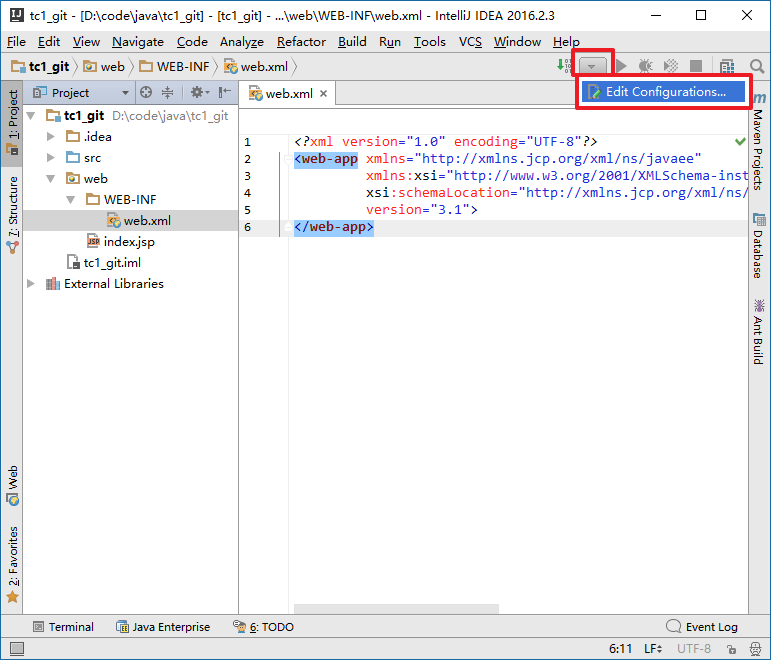 tc1_git - [D:\code\java\tc1_git] - [tc1_git] - ...\web\WEB-INF\web.xml - IntelliJ IDEA 2016.2.3
File Edit View Navigate Code Analyze Refactor Build Run Tools VCS Window Help
tc1_git web WEB-INF web.xml
Edit Configurations...
1: Project
7: Structure
Web
2: Favorites
Project
tc1_git D:\code\java\tc1_git
.idea
src
web
WEB-INF
web.xml
index.jsp
tc1_git.iml
External Libraries
web.xml
1 <?xml version="1.0" encoding="UTF-8"?>
2 <web-app xmlns="http://xmlns.jcp.org/xml/ns/javaee"
3 xmlns:xsi="http://www.w3.org/2001/XMLSchema-inst
4 xsi:schemaLocation="http://xmlns.jcp.org/xml/ns/
5 version="3.1">
6 </web-app>
Maven Projects
Database
Ant Build
Terminal Java Enterprise 6: TODO Event Log
6:11 LF UTF-8